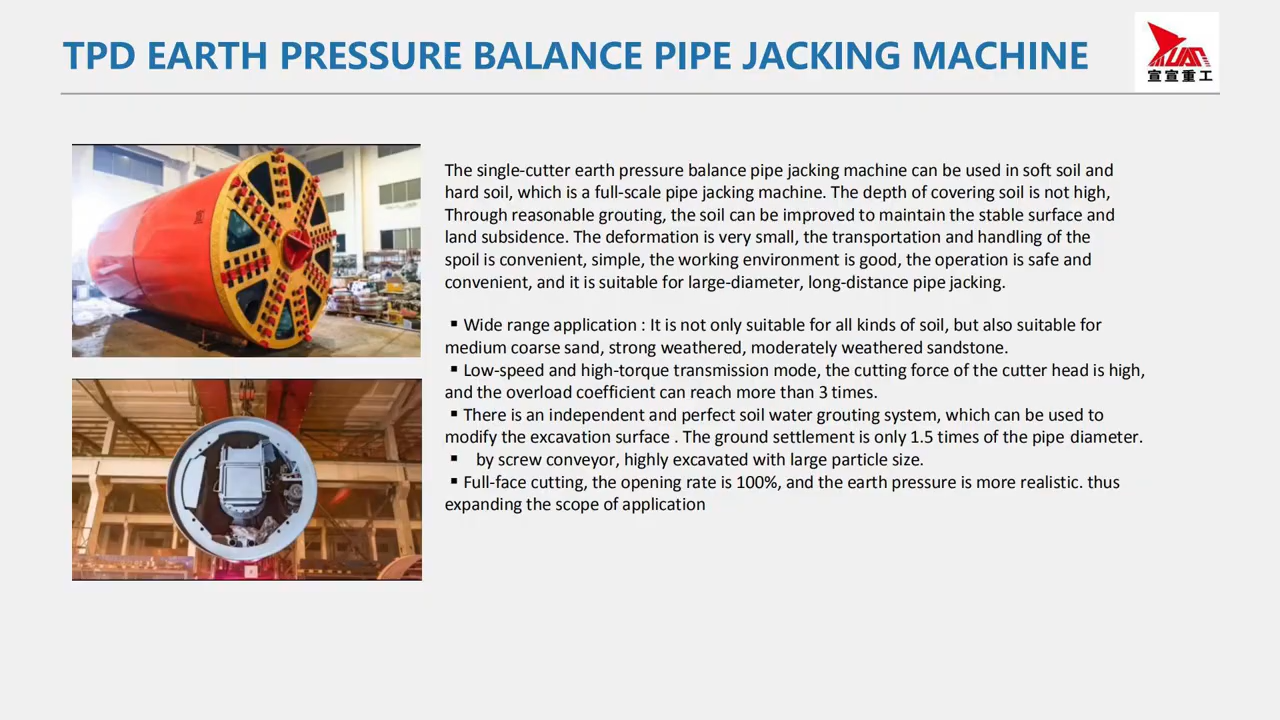 TPD EARTH PRESSURE BALANCE PIPE JACKING MACHINE
宣宣重工
The single-cutter earth pressure balance pipe jacking machine can be used in soft soil and
hard soil, which is a full-scale pipe jacking machine. The depth of covering soil is not high,
Through reasonable grouting, the soil can be improved to maintain the stable surface and
land subsidence. The deformation is very small, the transportation and handling of the
spoil is convenient, simple, the working environment is good, the operation is safe and
convenient, and it is suitable for large-diameter, long-distance pipe jacking.
▪ Wide range application : It is not only suitable for all kinds of soil, but also suitable for
medium coarse sand, strong weathered, moderately weathered sandstone.
▪ Low-speed and high-torque transmission mode, the cutting force of the cutter head is high,
and the overload coefficient can reach more than 3 times.
▪ There is an independent and perfect soil water grouting system, which can be used to
modify the excavation surface . The ground settlement is only 1.5 times of the pipe diameter.
▪ by screw conveyor, highly excavated with large particle size.
▪ Full-face cutting, the opening rate is 100%, and the earth pressure is more realistic. thus
expanding the scope of application